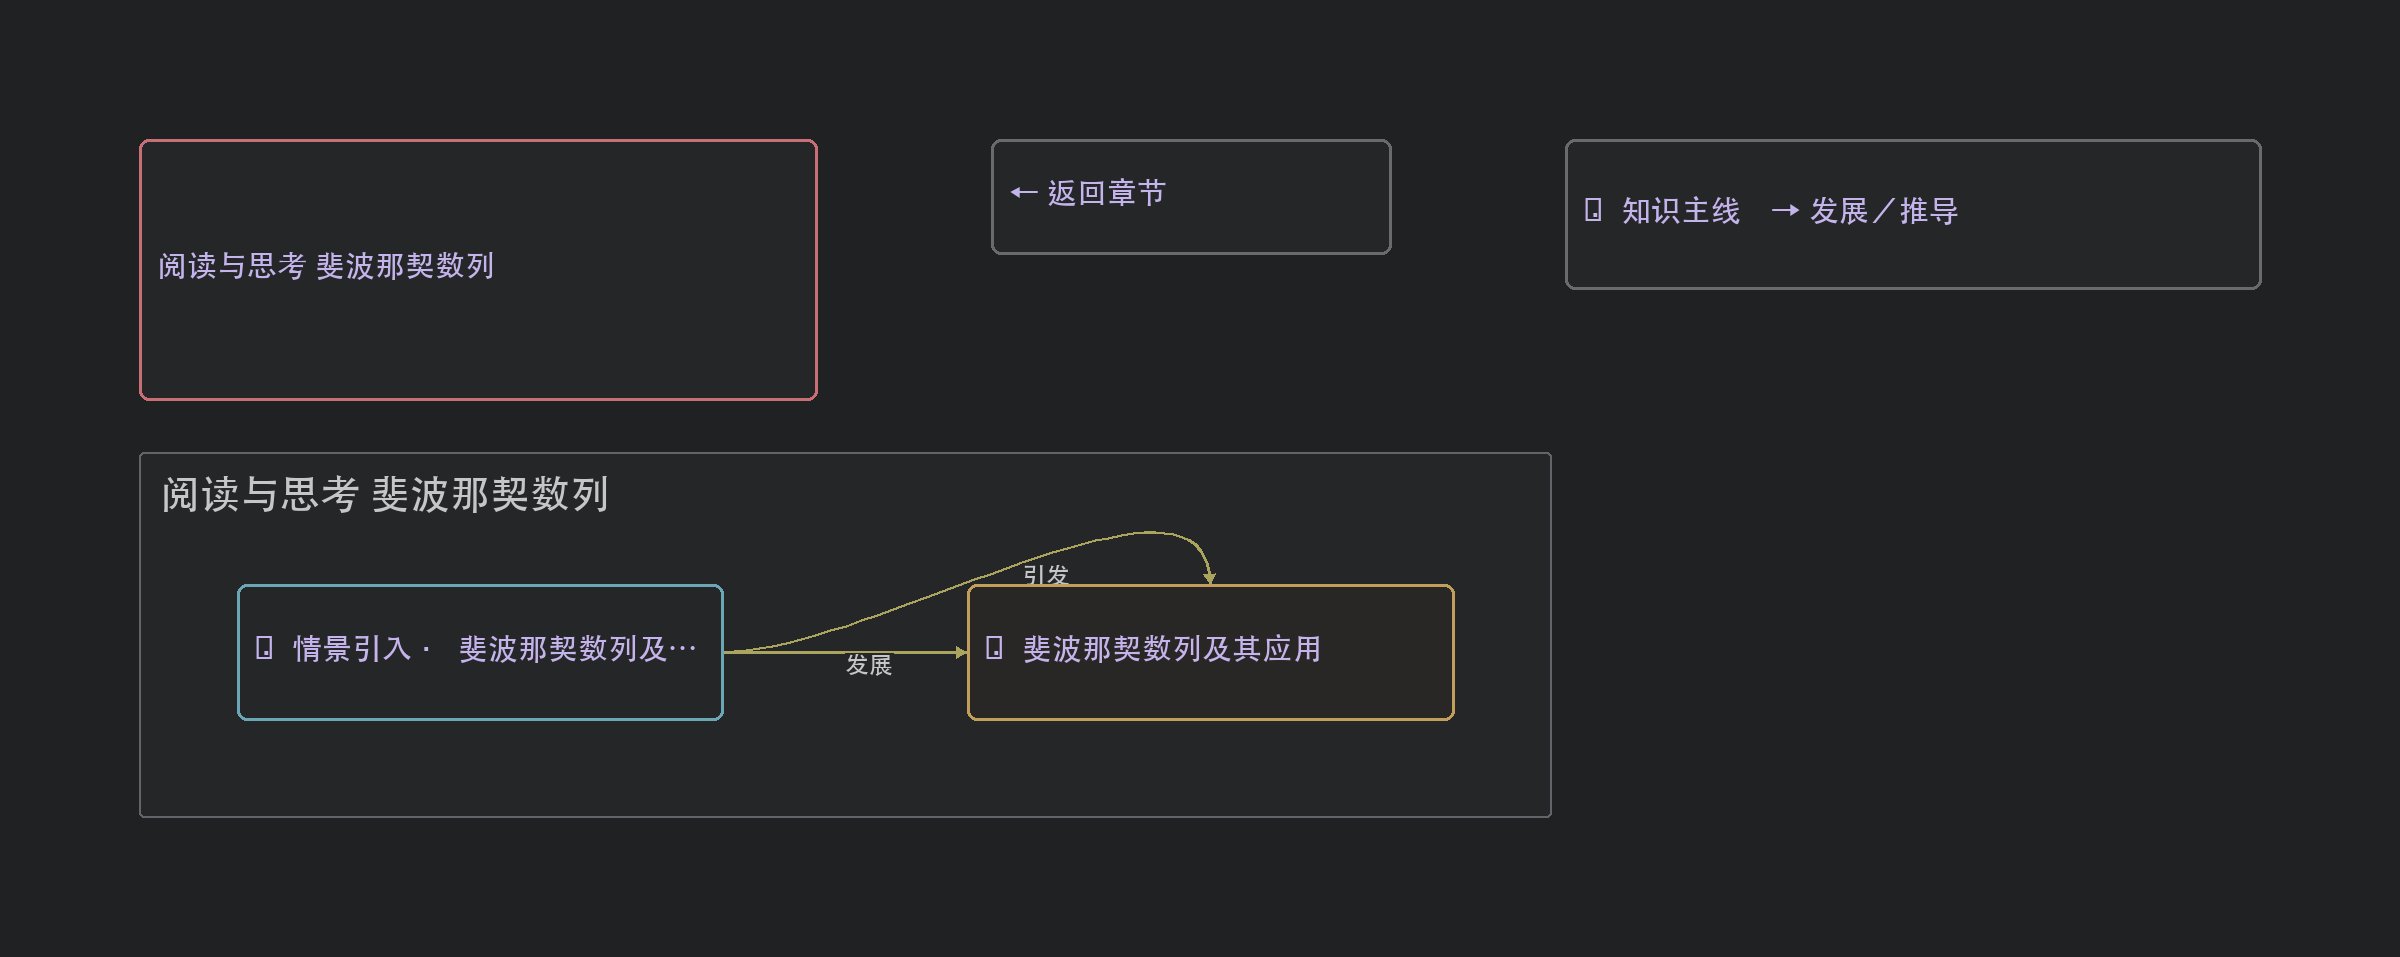 阅读与思考 斐波那契数列
← 返回章节
知识主线 → 发展／推导
阅读与思考 斐波那契数列
引发
情景引入 · 斐波那契数列及…
发展
斐波那契数列及其应用